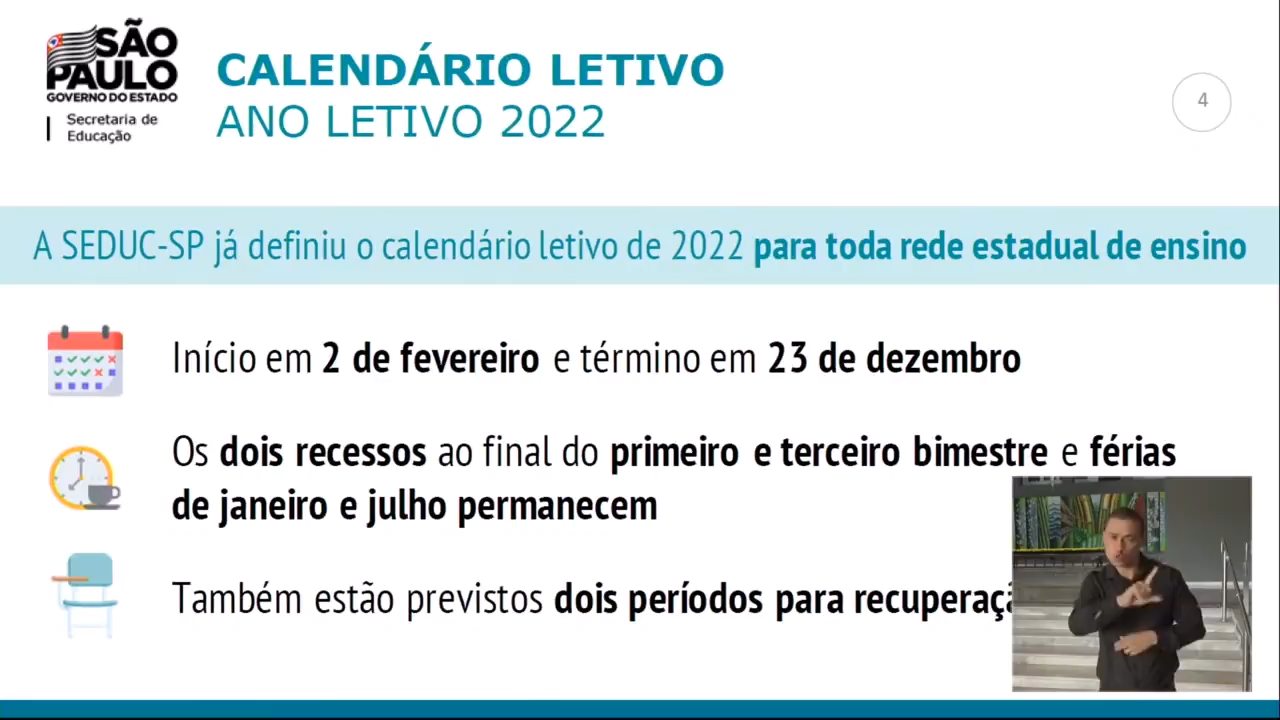 SÃO
PAULO
GOVERNO DO ESTADO
Secretaria de
Educação
CALENDÁRIO LETIVO
ANO LETIVO 2022
4
A SEDUC-SP já definiu o calendário letivo de 2022 para toda rede estadual de ensino
Início em 2 de fevereiro e término em 23 de dezembro
Os dois recessos ao final do primeiro e terceiro bimestre e férias
de janeiro e julho permanecem
Também estão previstos dois períodos para